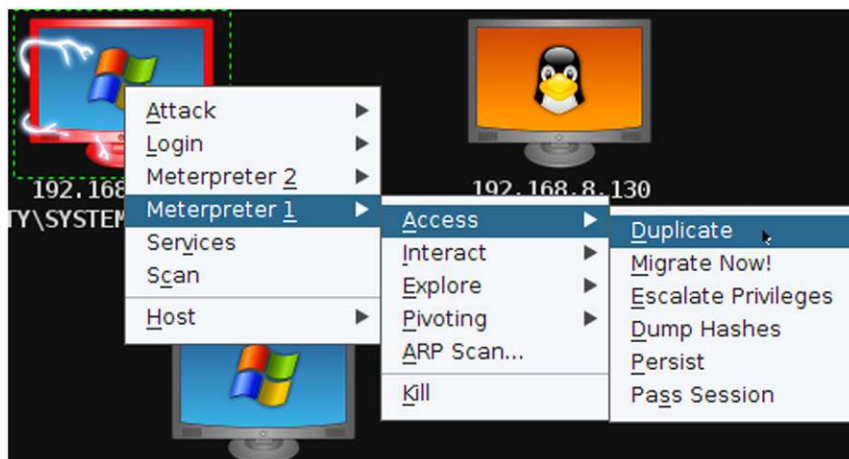 192.168
TY\SYSTEM
192.168.8.130
Attack
Login
Meterpreter 2
Meterpreter 1
Services
Scan
Host
Access
Interact
Explore
Pivoting
ARP Scan...
Kill
Duplicate
Migrate Now!
Escalate Privileges
Dump Hashes
Persist
Pass Session